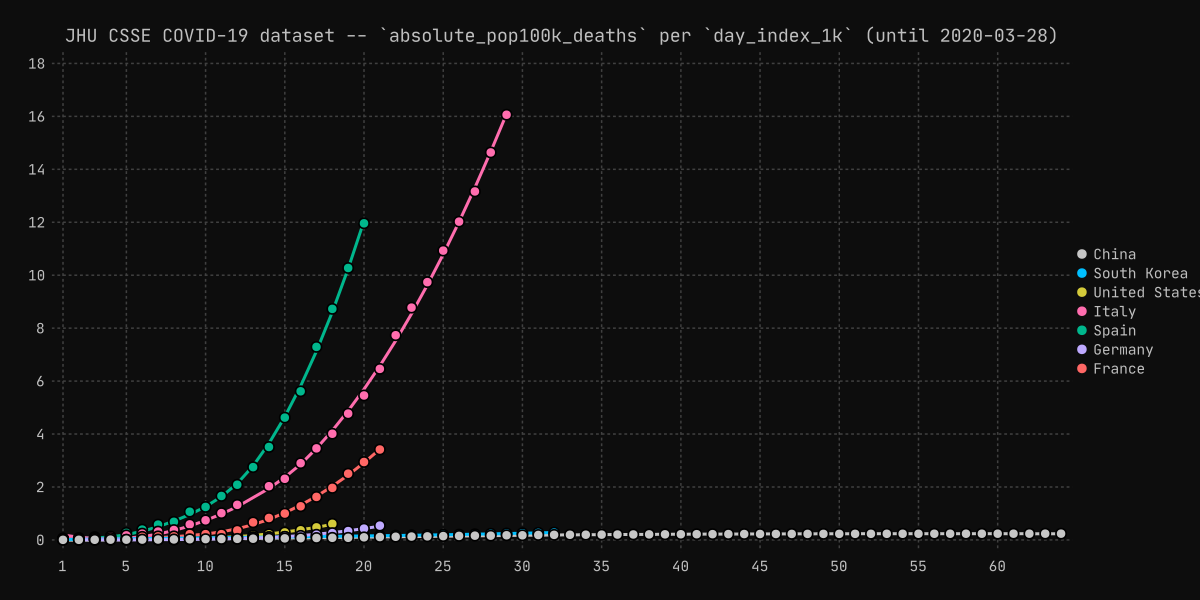 JHU CSSE COVID-19 dataset -- `absolute_pop100k_deaths` per `day_index_1k` (until 2020-03-28)
18
16
14
12
10
8
6
4
2
0
1 5 10 15 20 25 30 35 40 45 50 55 60
China
South Korea
United States
Italy
Spain
Germany
France